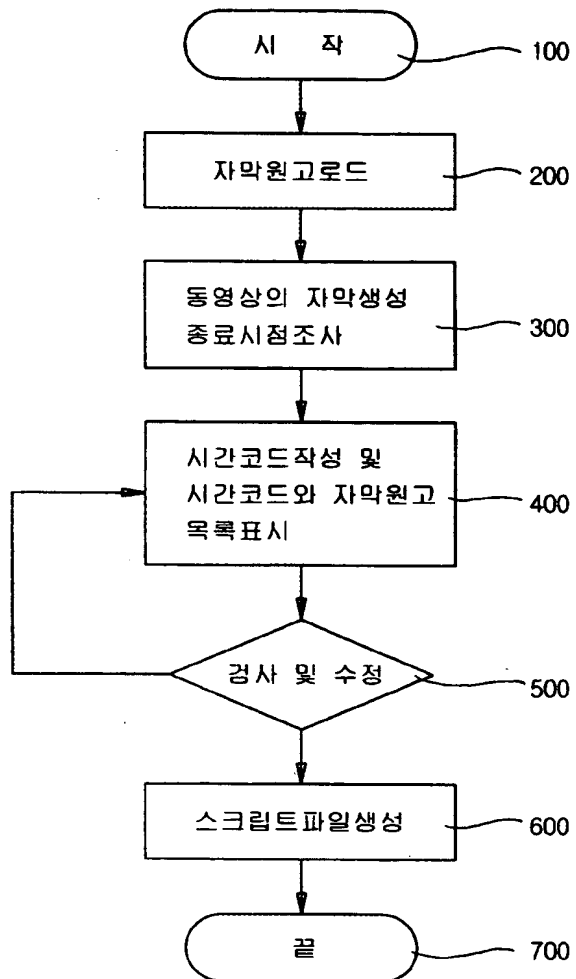 시 작
100
자막원고로드
200
동영상의 자막생성
종료시점조사
300
시간코드작성 및
시간코드와 자막원고
목록표시
400
검사 및 수정
500
스크립트파일생성
600
끝
700